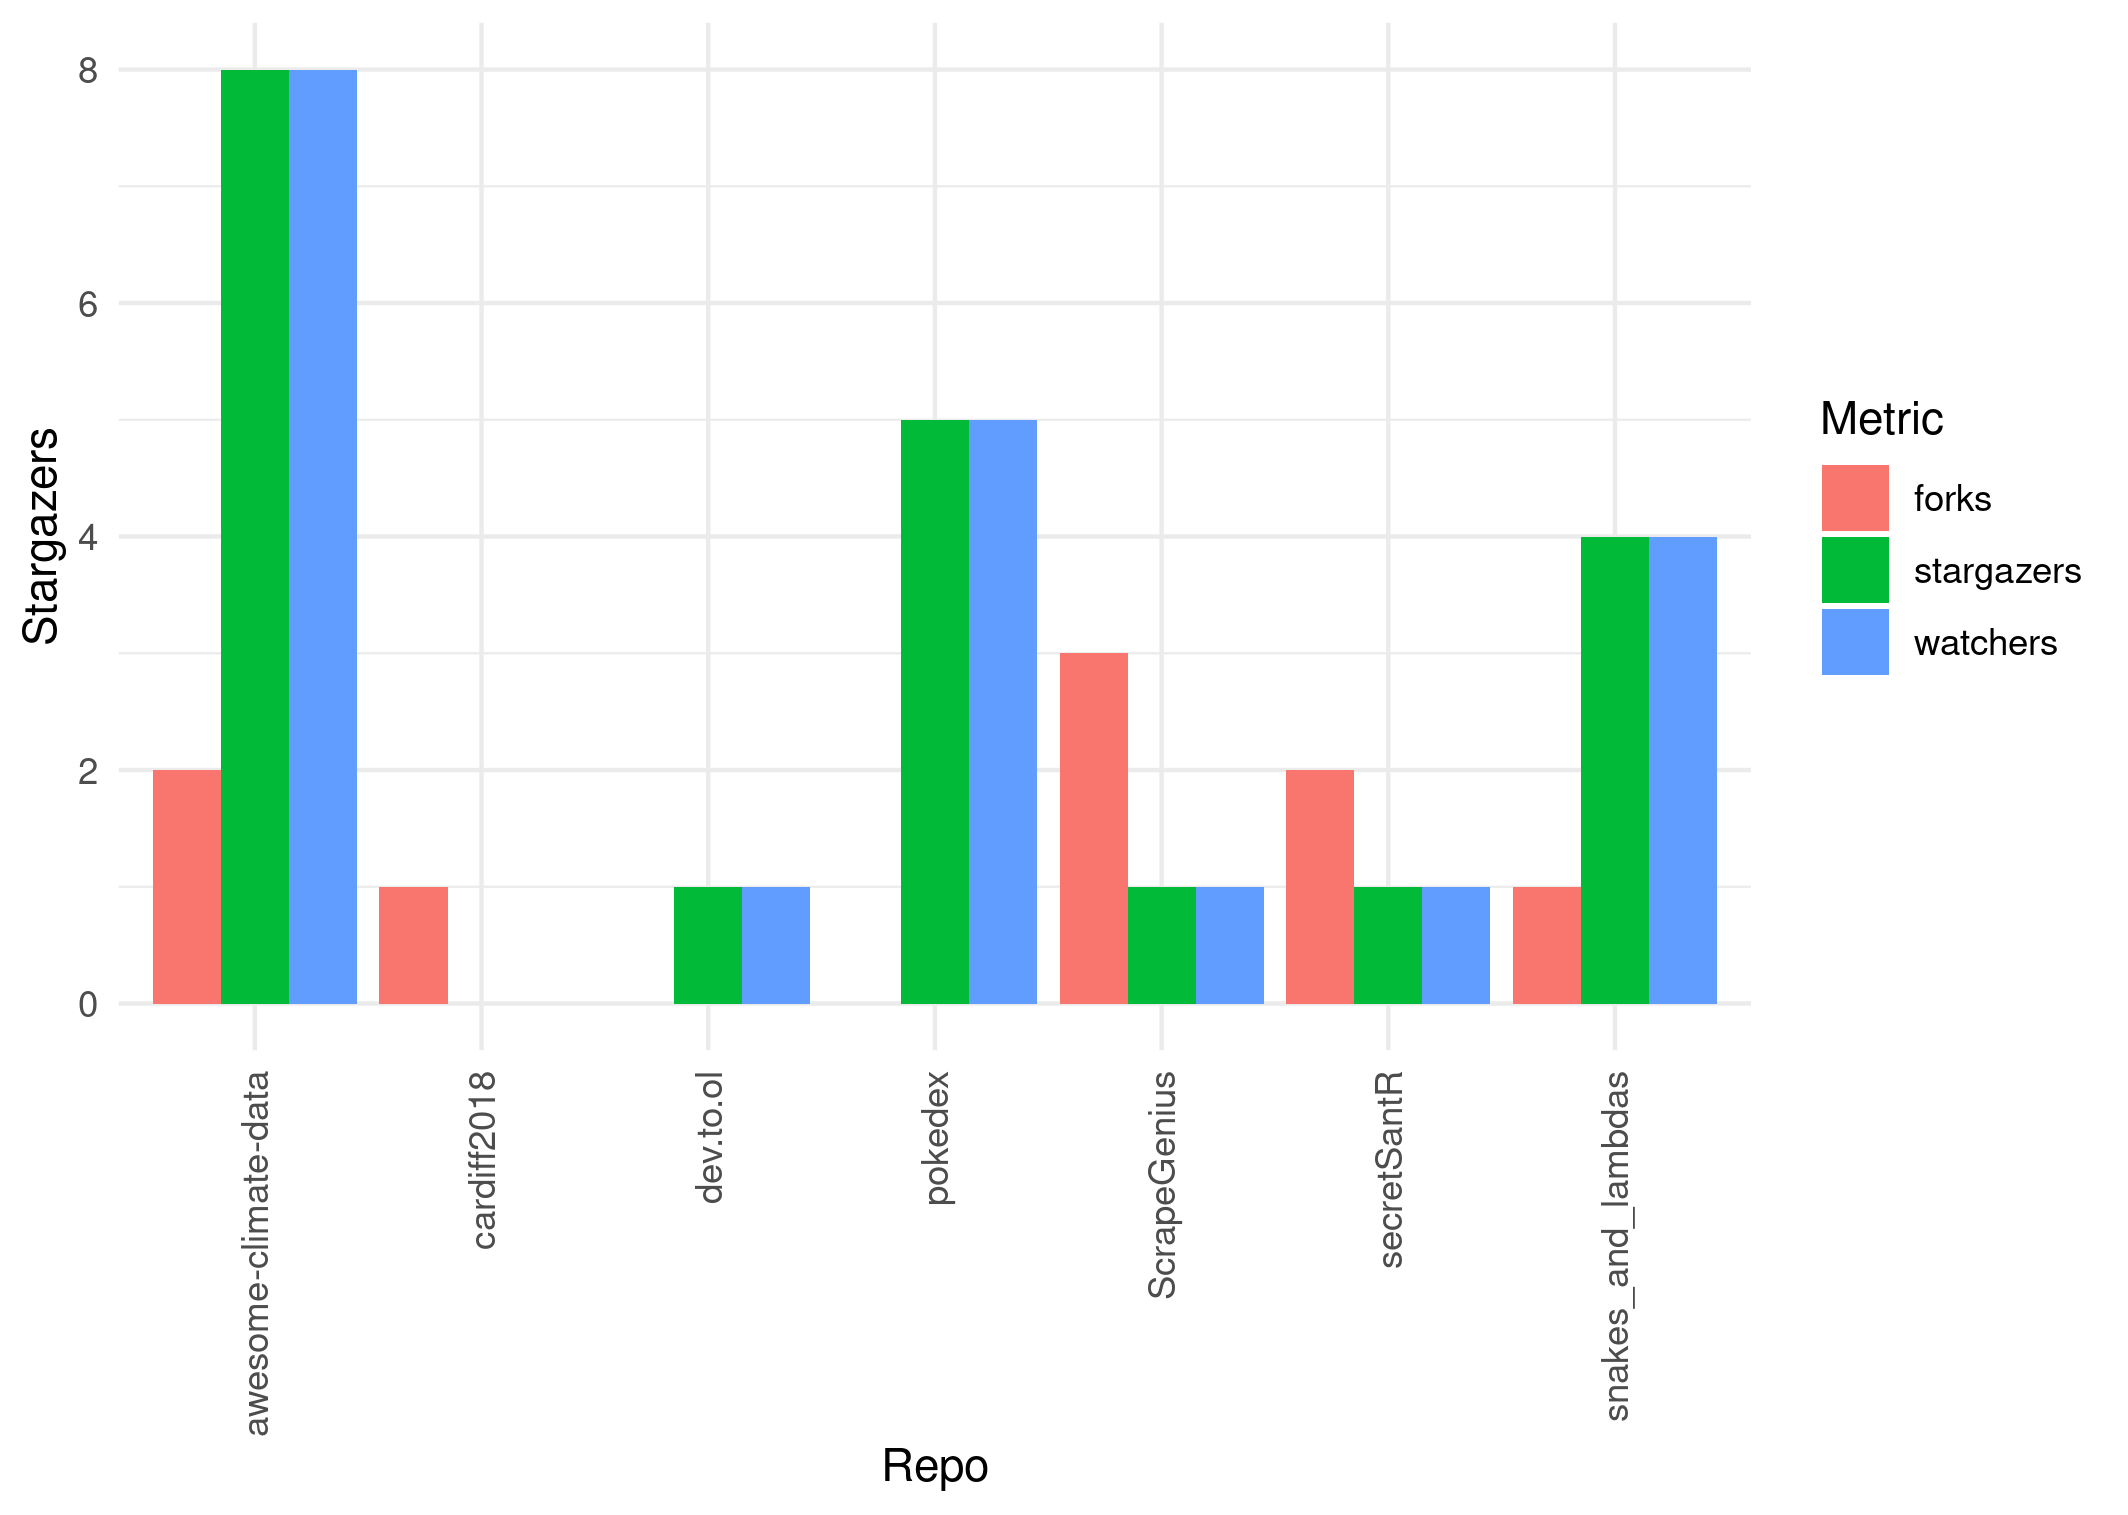 Stargazers
8
6
4
2
0
awesome-climate-data
cardiff2018
dev.to.ol
pokedex
ScrapeGenius
secretSantR
snakes_and_lambdas
Repo
Metric
forks
stargazers
watchers